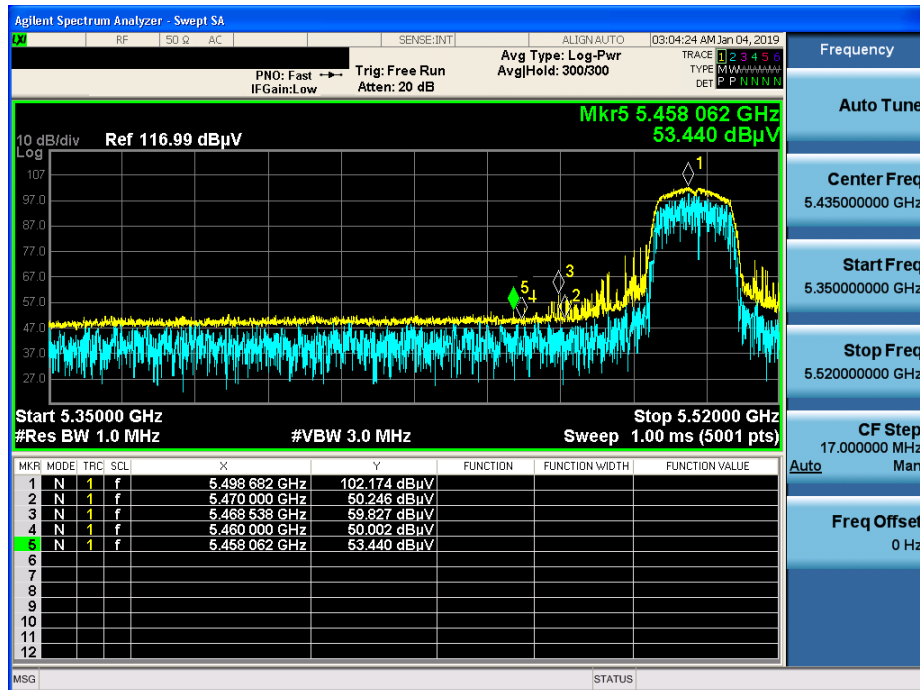 Agilent Spectrum Analyzer - Swept SA
LXI RF 50 Ω AC SENSE:INT ALIGN AUTO 03:04:24 AM Jan 04, 2019
Frequency
PNO: Fast Trig: Free Run Avg Type: Log-Pwr TRACE 1 2 3 4 5 6
IFGain:Low Atten: 20 dB Avg|Hold: 300/300 TYPE M W W W W W
DET P P N N N N
Auto Tune
Mkr5 5.458 062 GHz
53.440 dBµV
10 dB/div Ref 116.99 dBµV
Log
107
97.0
87.0
77.0
67.0
57.0
47.0
37.0
27.0
1
3
5
4
2
Center Freq
5.435000000 GHz
Start Freq
5.350000000 GHz
Stop Freq
5.520000000 GHz
Start 5.35000 GHz Stop 5.52000 GHz
#Res BW 1.0 MHz #VBW 3.0 MHz Sweep 1.00 ms (5001 pts)
CF Step
17.000000 MHz
Auto Man
Freq Offset
0 Hz
MKR MODE TRC SCL X Y FUNCTION FUNCTION WIDTH FUNCTION VALUE
1 N 1 f 5.498 682 GHz 102.174 dBµV
2 N 1 f 5.470 000 GHz 50.246 dBµV
3 N 1 f 5.468 538 GHz 59.827 dBµV
4 N 1 f 5.460 000 GHz 50.002 dBµV
5 N 1 f 5.458 062 GHz 53.440 dBµV
6
7
8
9
10
11
12
MSG STATUS